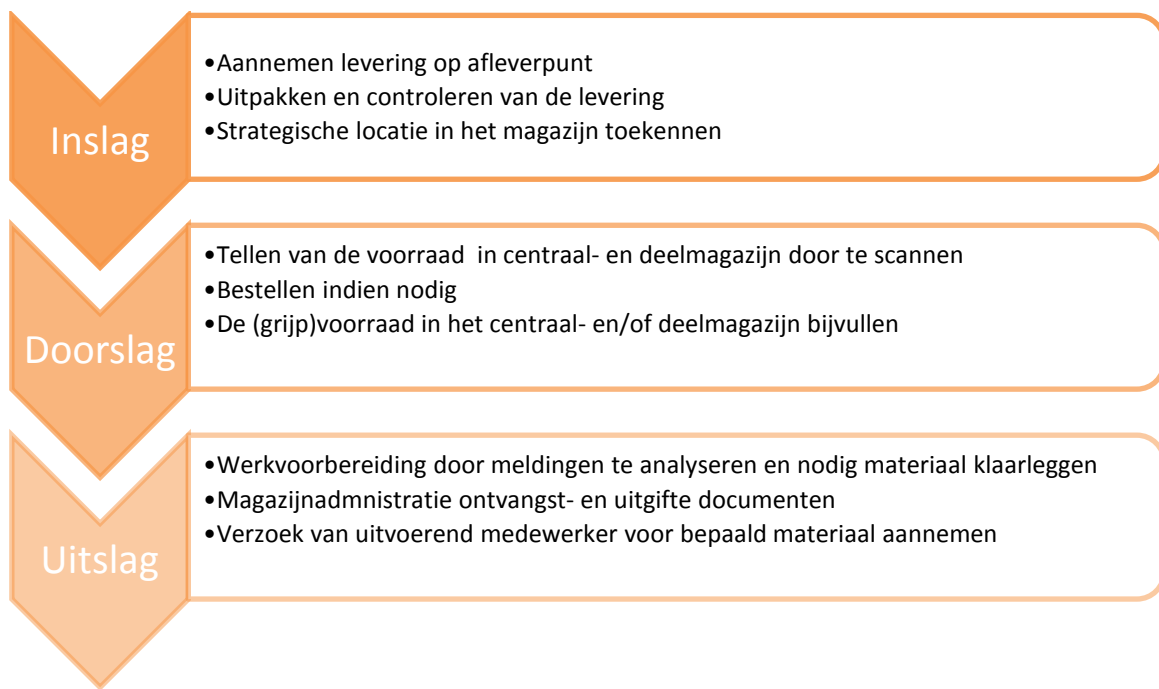 Inslag
•Aannemen levering op afleverpunt
•Uitpakken en controleren van de levering
•Strategische locatie in het magazijn toekennen
Doorslag
•Tellen van de voorraad  in centraal- en deelmagazijn door te scannen
•Bestellen indien nodig
•De (grijp)voorraad in het centraal- en/of deelmagazijn bijvullen
Uitslag
•Werkvoorbereiding door meldingen te analyseren en nodig materiaal klaarleggen
•Magazijnadmnistratie ontvangst- en uitgifte documenten
•Verzoek van uitvoerend medewerker voor bepaald materiaal aannemen